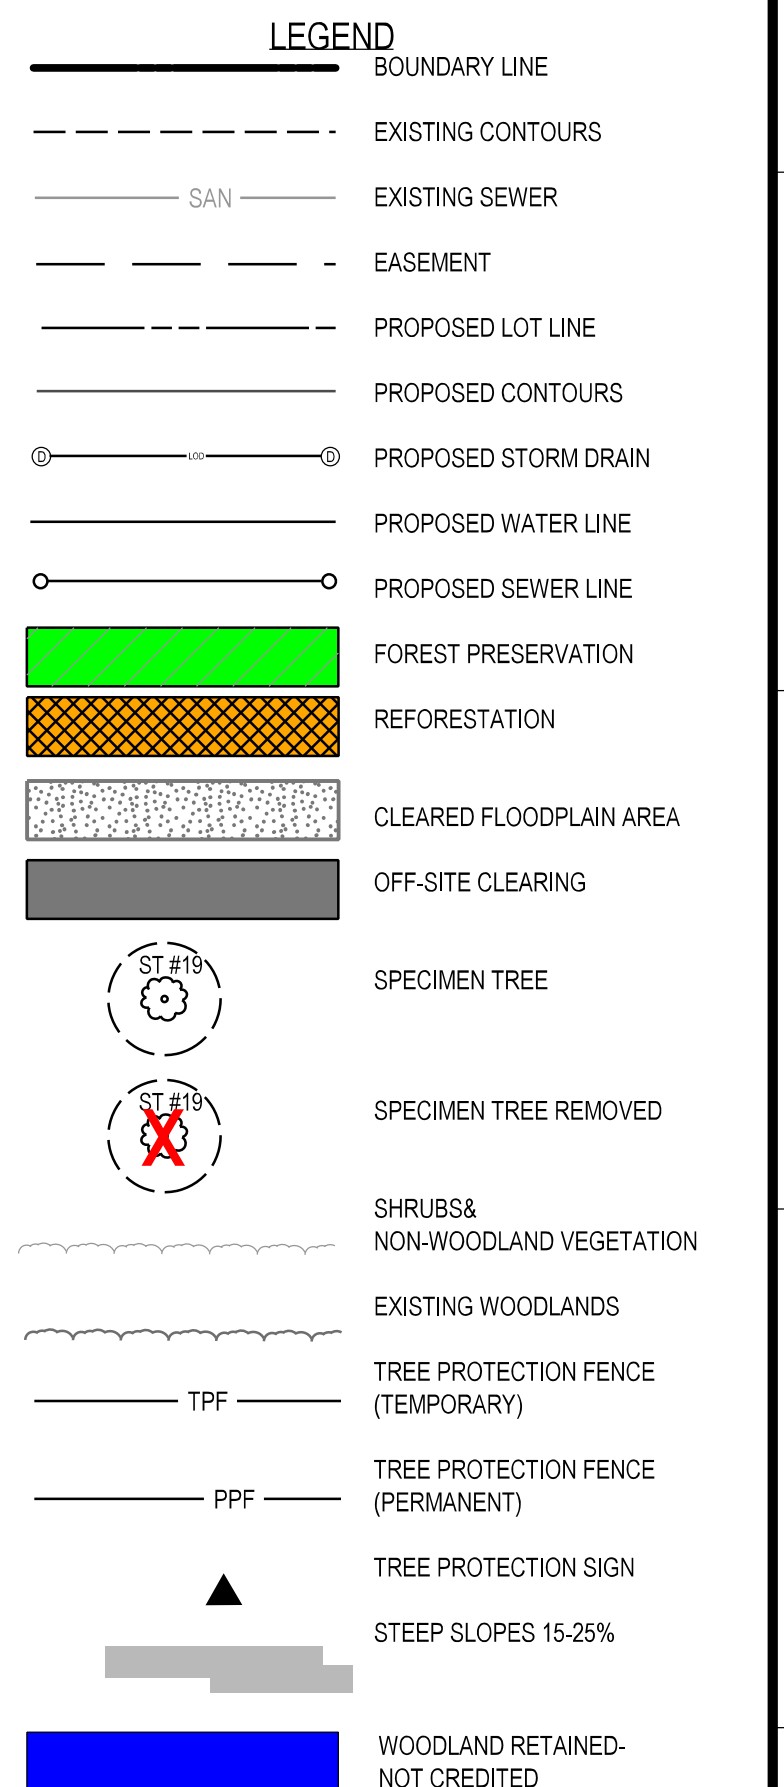 LEGEND
BOUNDARY LINE
EXISTING CONTOURS
SAN EXISTING SEWER
EASEMENT
PROPOSED LOT LINE
PROPOSED CONTOURS
D LOD D PROPOSED STORM DRAIN
PROPOSED WATER LINE
PROPOSED SEWER LINE
FOREST PRESERVATION
REFORESTATION
CLEARED FLOODPLAIN AREA
OFF-SITE CLEARING
ST #19
SPECIMEN TREE
ST #19
X
SPECIMEN TREE REMOVED
SHRUBS&
NON-WOODLAND VEGETATION
EXISTING WOODLANDS
TREE PROTECTION FENCE
TPF (TEMPORARY)
TREE PROTECTION FENCE
PPF (PERMANENT)
TREE PROTECTION SIGN
STEEP SLOPES 15-25%
WOODLAND RETAINED-
NOT CREDITED